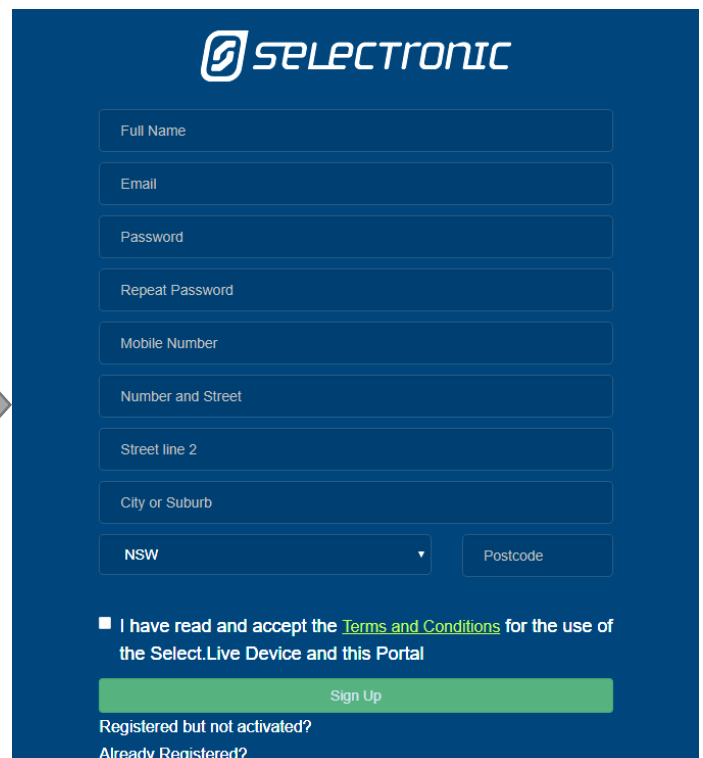 SELECTRONIC
Full Name
Email
Password
Repeat Password
Mobile Number
Number and Street
Street line 2
City or Suburb
NSW Postcode
I have read and accept the Terms and Conditions for the use of
the Select.Live Device and this Portal
Sign Up
Registered but not activated?
Already Registered?